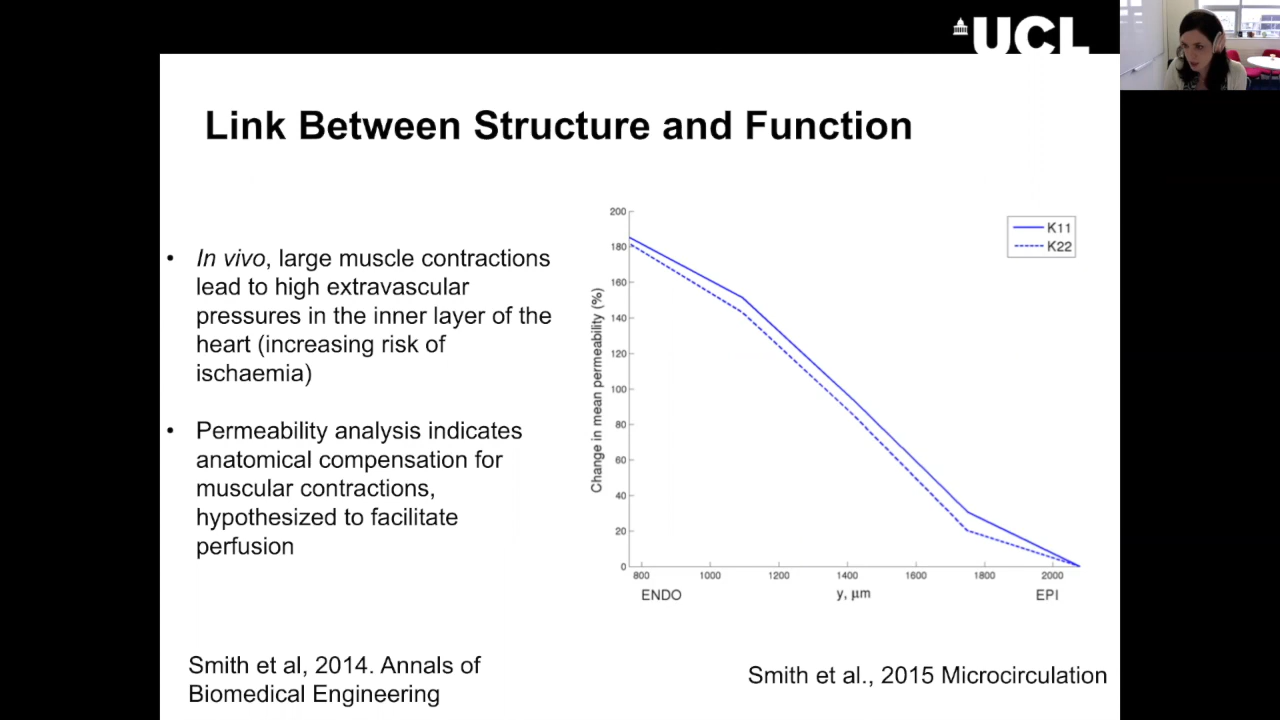 UCL
Link Between Structure and Function
• In vivo, large muscle contractions
lead to high extravascular
pressures in the inner layer of the
heart (increasing risk of
ischaemia)
• Permeability analysis indicates
anatomical compensation for
muscular contractions,
hypothesized to facilitate
perfusion
K11
K22
Change in mean permeability (%)
200
180
160
140
120
100
80
60
40
20
0
800 1000 1200 1400 1600 1800 2000
ENDO y, μm EPI
Smith et al, 2014. Annals of
Biomedical Engineering
Smith et al., 2015 Microcirculation